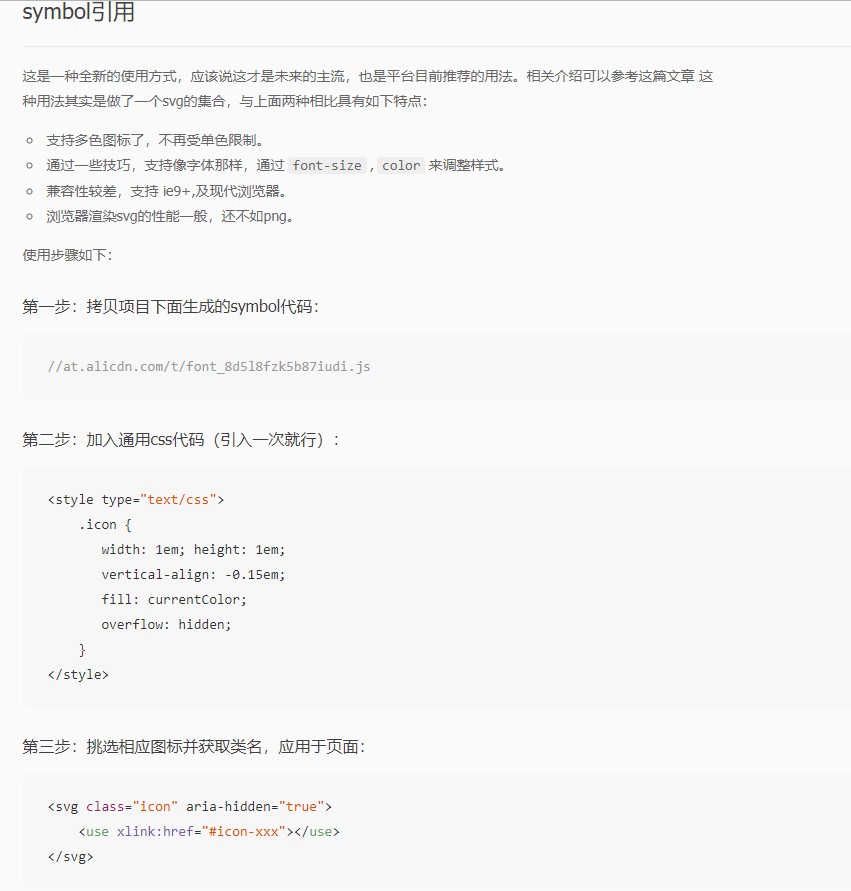 symbol引用
这是一种全新的使用方式，应该说这才是未来的主流，也是平台目前推荐的用法。相关介绍可以参考这篇文章 这
种用法其实是做了一个svg的集合，与上面两种相比具有如下特点：
支持多色图标了，不再受单色限制。
通过一些技巧，支持像字体那样，通过 font-size , color 来调整样式。
兼容性较差，支持 ie9+,及现代浏览器。
浏览器渲染svg的性能一般，还不如png。
使用步骤如下：
第一步：拷贝项目下面生成的symbol代码：
//at.alicdn.com/t/font_8d5l8fzk5b87iudi.js
第二步：加入通用css代码（引入一次就行）：
<style type="text/css">
    .icon {
       width: 1em; height: 1em;
       vertical-align: -0.15em;
       fill: currentColor;
       overflow: hidden;
    }
</style>
第三步：挑选相应图标并获取类名，应用于页面：
<svg class="icon" aria-hidden="true">
    <use xlink:href="#icon-xxx"></use>
</svg>